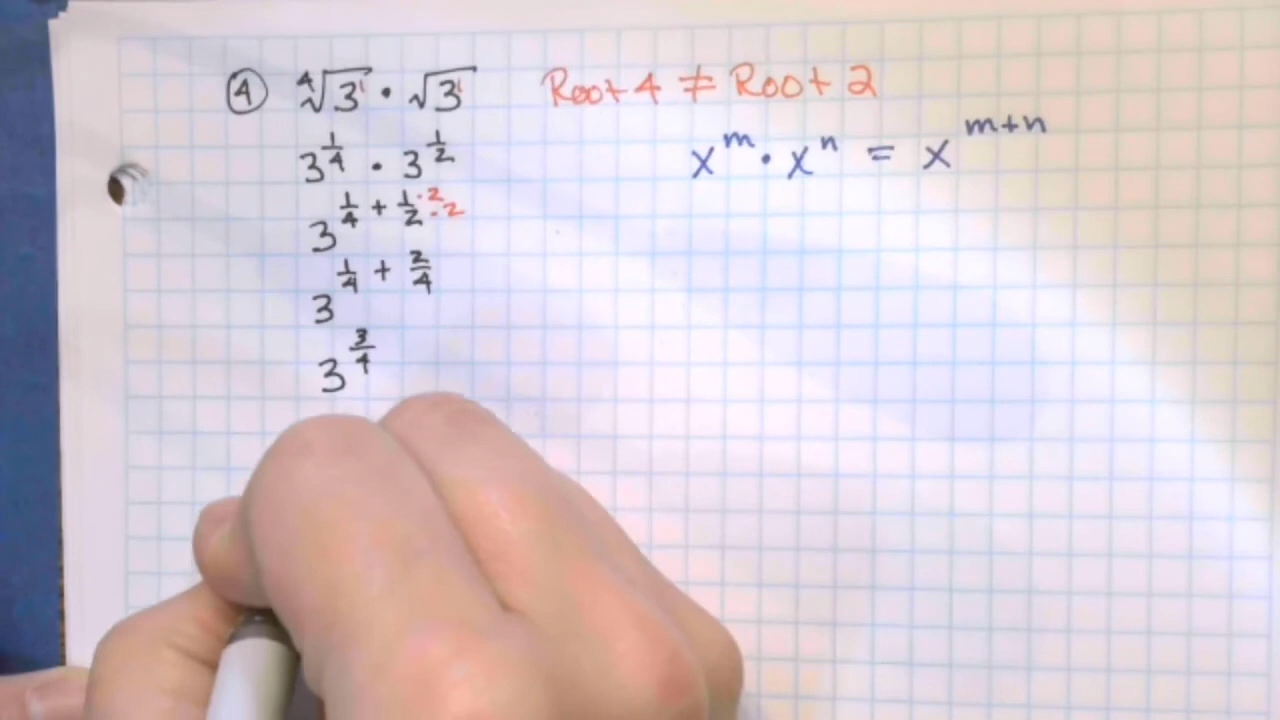 ④ ⁴√3¹ · √3¹ Root 4 ≠ Root 2
3^(1/4) · 3^(1/2) x^m · x^n = x^(m+n)
3^(1/4 + 1/2 ·2/·2)
3^(1/4 + 2/4)
3^(3/4)